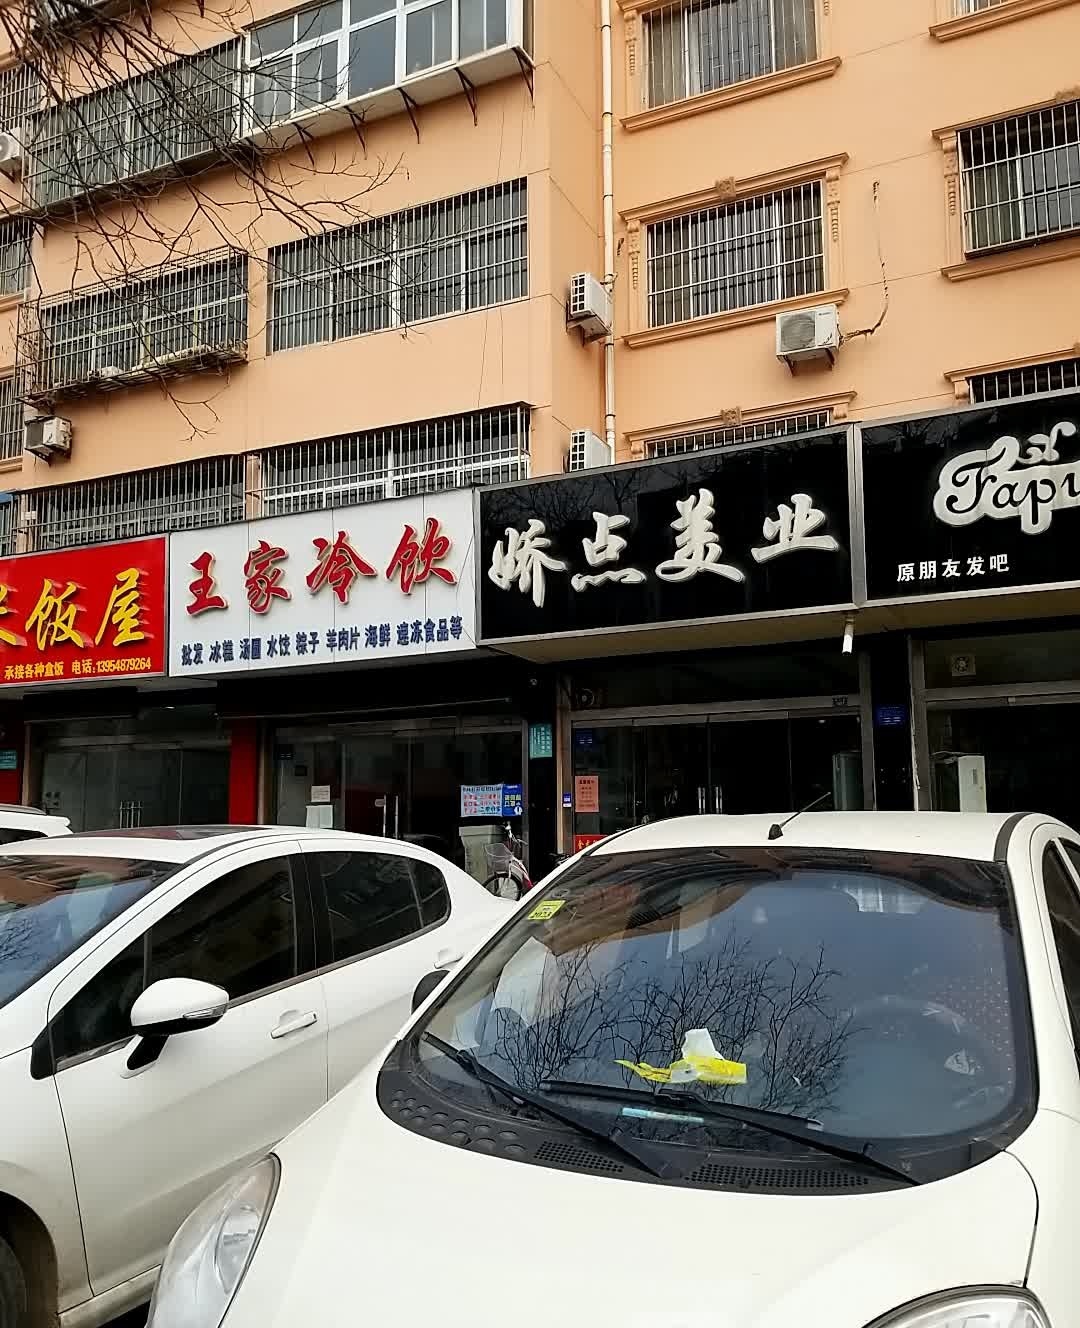 饭屋
承接各种盒饭 电话:13954879264
王家冷饮
批发 冰糕 汤圆 水饺 粽子 羊肉片 海鲜 速冻食品等
娇点美业
Fapi
原朋友发吧